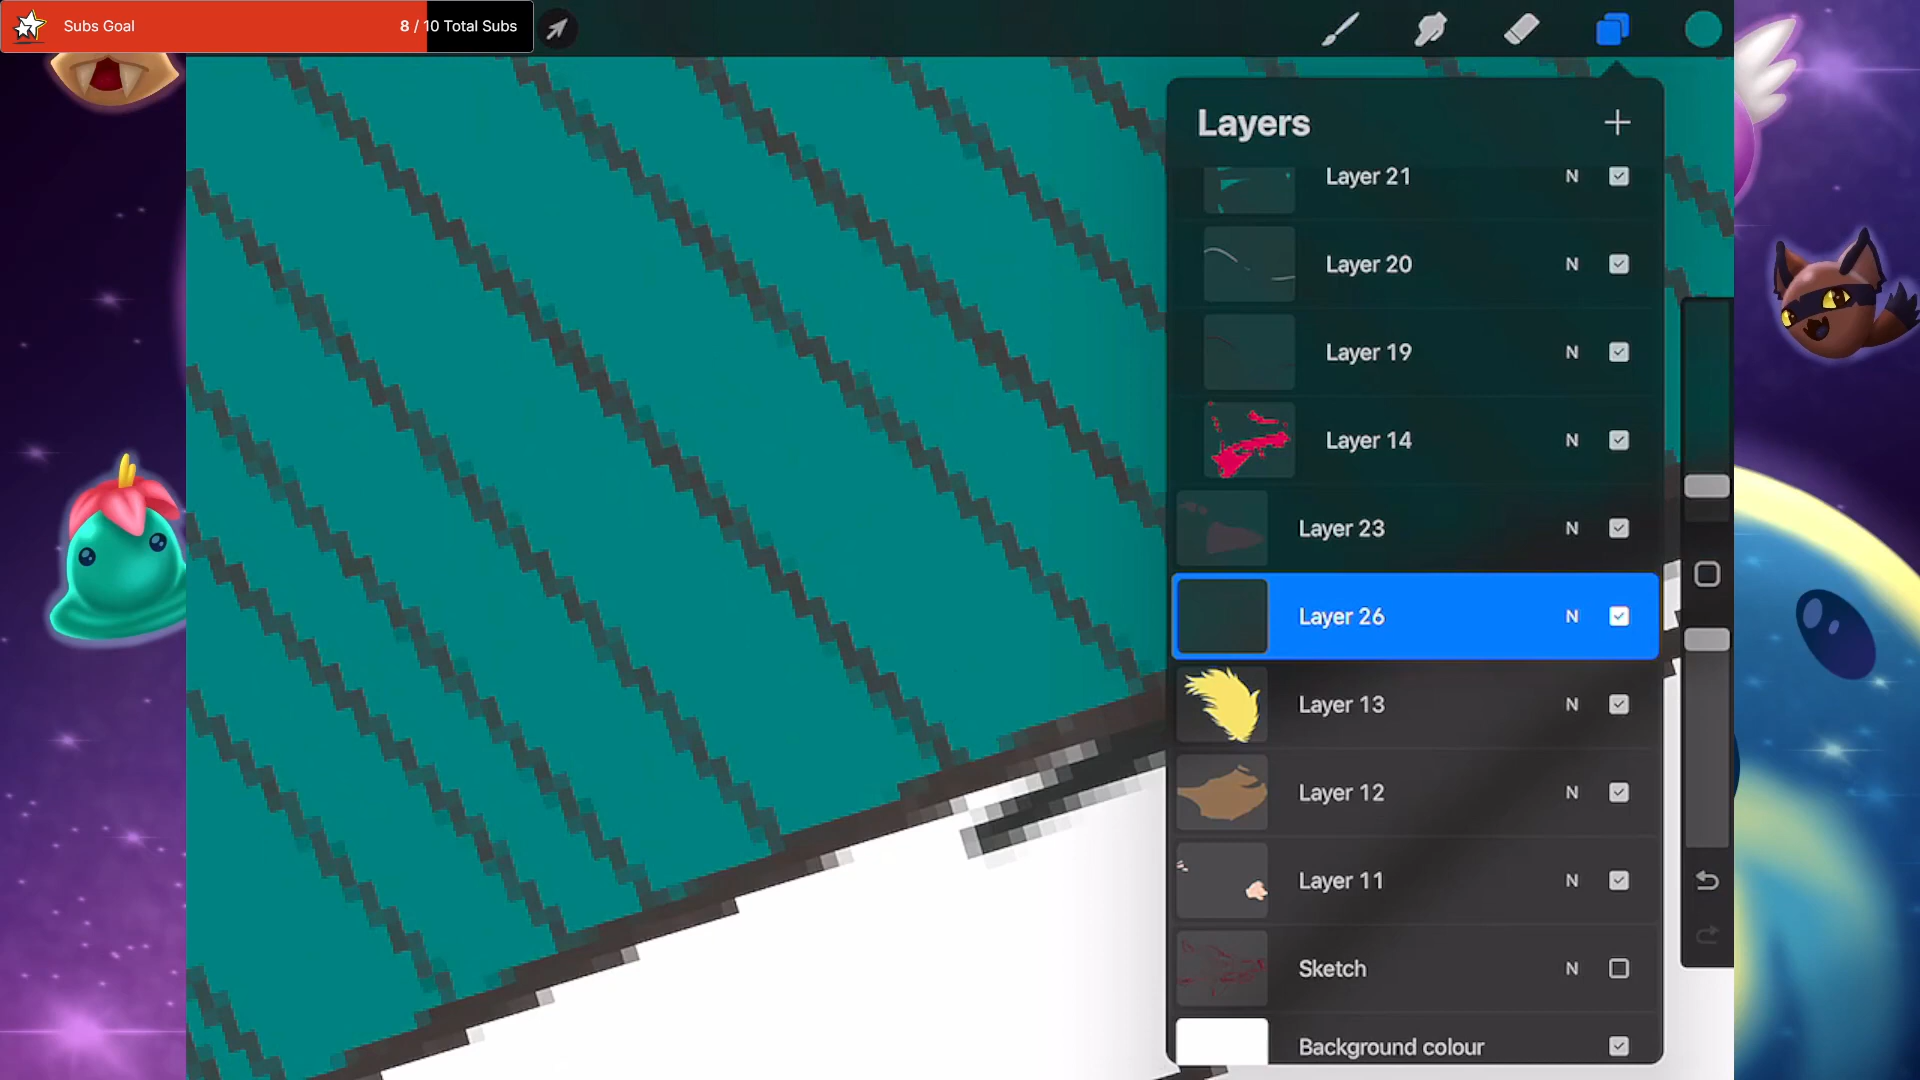 Subs Goal 8 / 10 Total Subs
Layers
Layer 21 N
Layer 20 N
Layer 19 N
Layer 14 N
Layer 23 N
Layer 26 N
Layer 13 N
Layer 12 N
Layer 11 N
Sketch N
Background colour